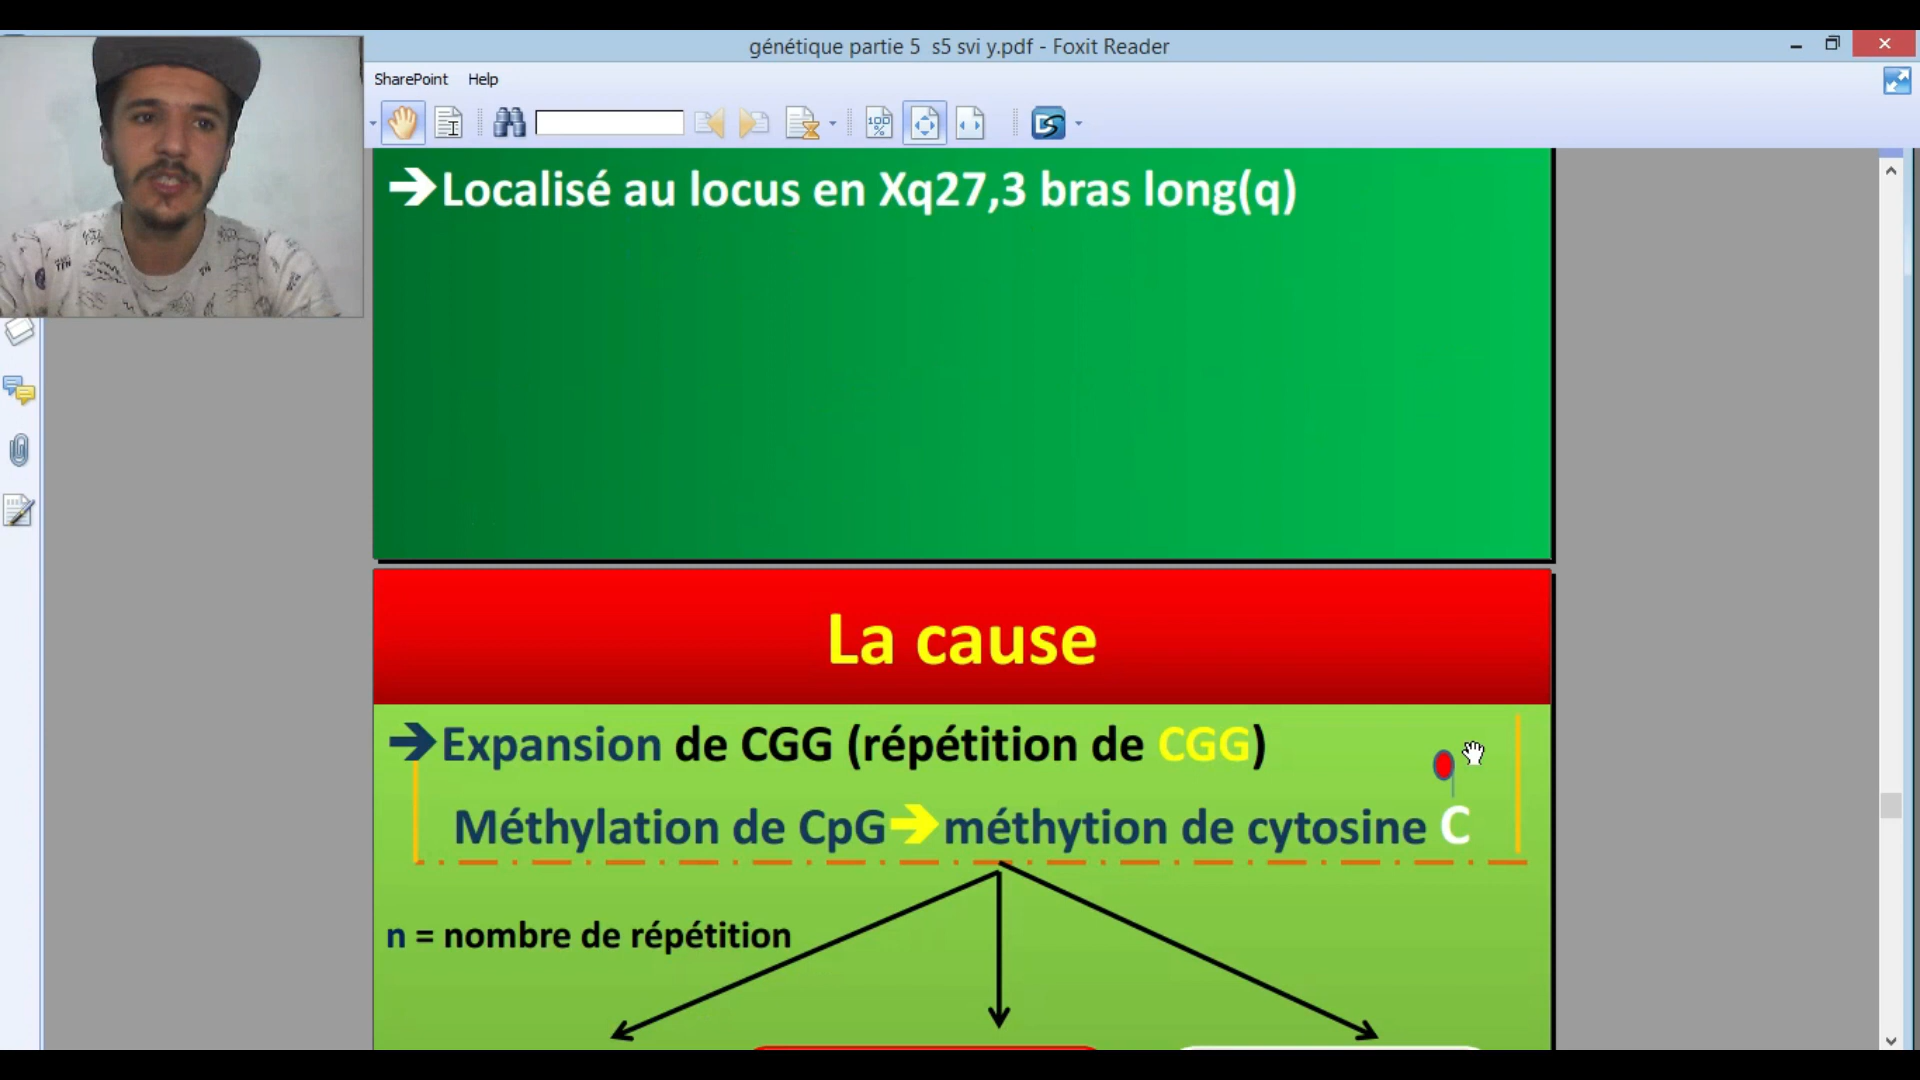 génétique partie 5 s5 svi y.pdf - Foxit Reader
SharePoint Help
100 %
➔Localisé au locus en Xq27,3 bras long(q)
La cause
➔Expansion de CGG (répétition de CGG)
Méthylation de CpG➔méthytion de cytosine C
n = nombre de répétition